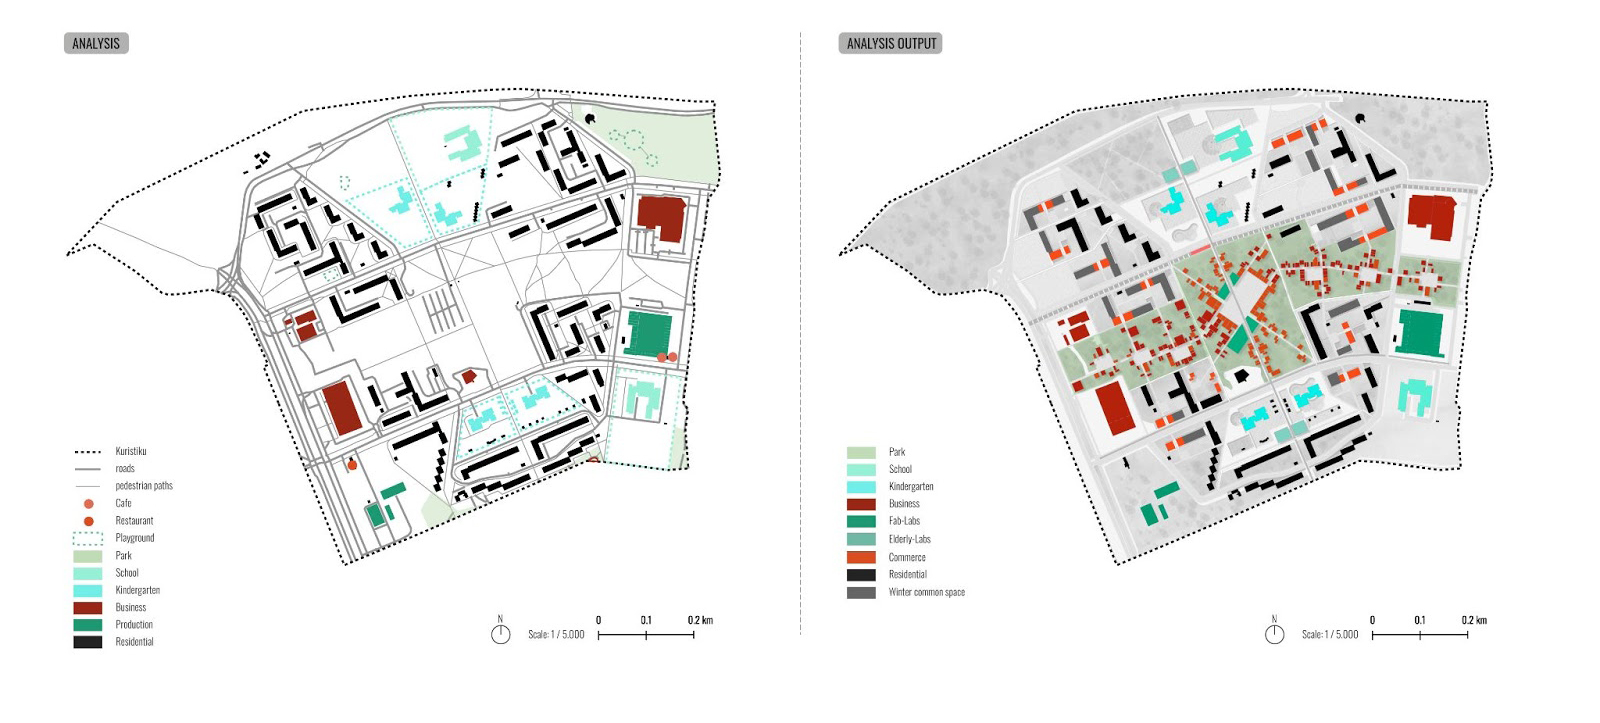 ANALYSIS
Kuristiku
roads
pedestrian paths
Cafe
Restaurant
Playground
Park
School
Kindergarten
Business
Production
Residential
N
Scale: 1 / 5.000
0 0.1 0.2 km
ANALYSIS OUTPUT
Park
School
Kindergarten
Business
Fab-Labs
Elderly-Labs
Commerce
Residential
Winter common space
N
Scale: 1 / 5.000
0 0.1 0.2 km